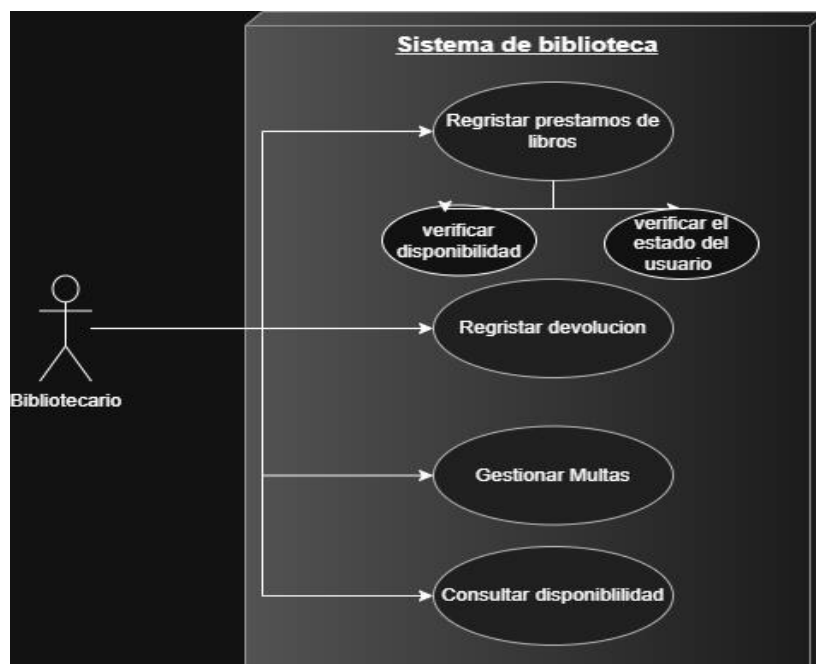 Sistema de biblioteca
Regristar prestamos de
libros
verificar
disponibilidad
verificar el
estado del
usuario
Regristar devolucion
Bibliotecario
Gestionar Multas
Consultar disponiblilidad